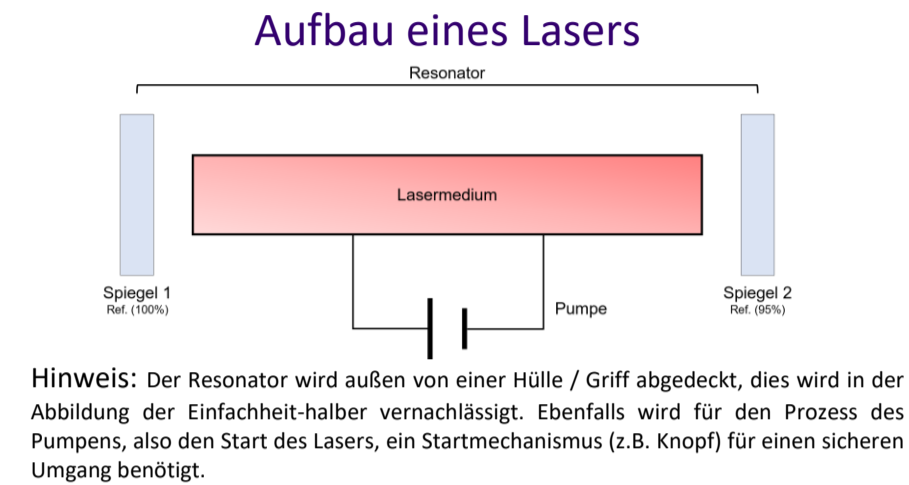 Aufbau eines Lasers
Resonator
Lasermedium
Spiegel 1
Ref. (100%)
Pumpe
Spiegel 2
Ref. (95%)
Hinweis: Der Resonator wird außen von einer Hülle / Griff abgedeckt, dies wird in der
Abbildung der Einfachheit-halber vernachlässigt. Ebenfalls wird für den Prozess des
Pumpens, also den Start des Lasers, ein Startmechanismus (z.B. Knopf) für einen sicheren
Umgang benötigt.